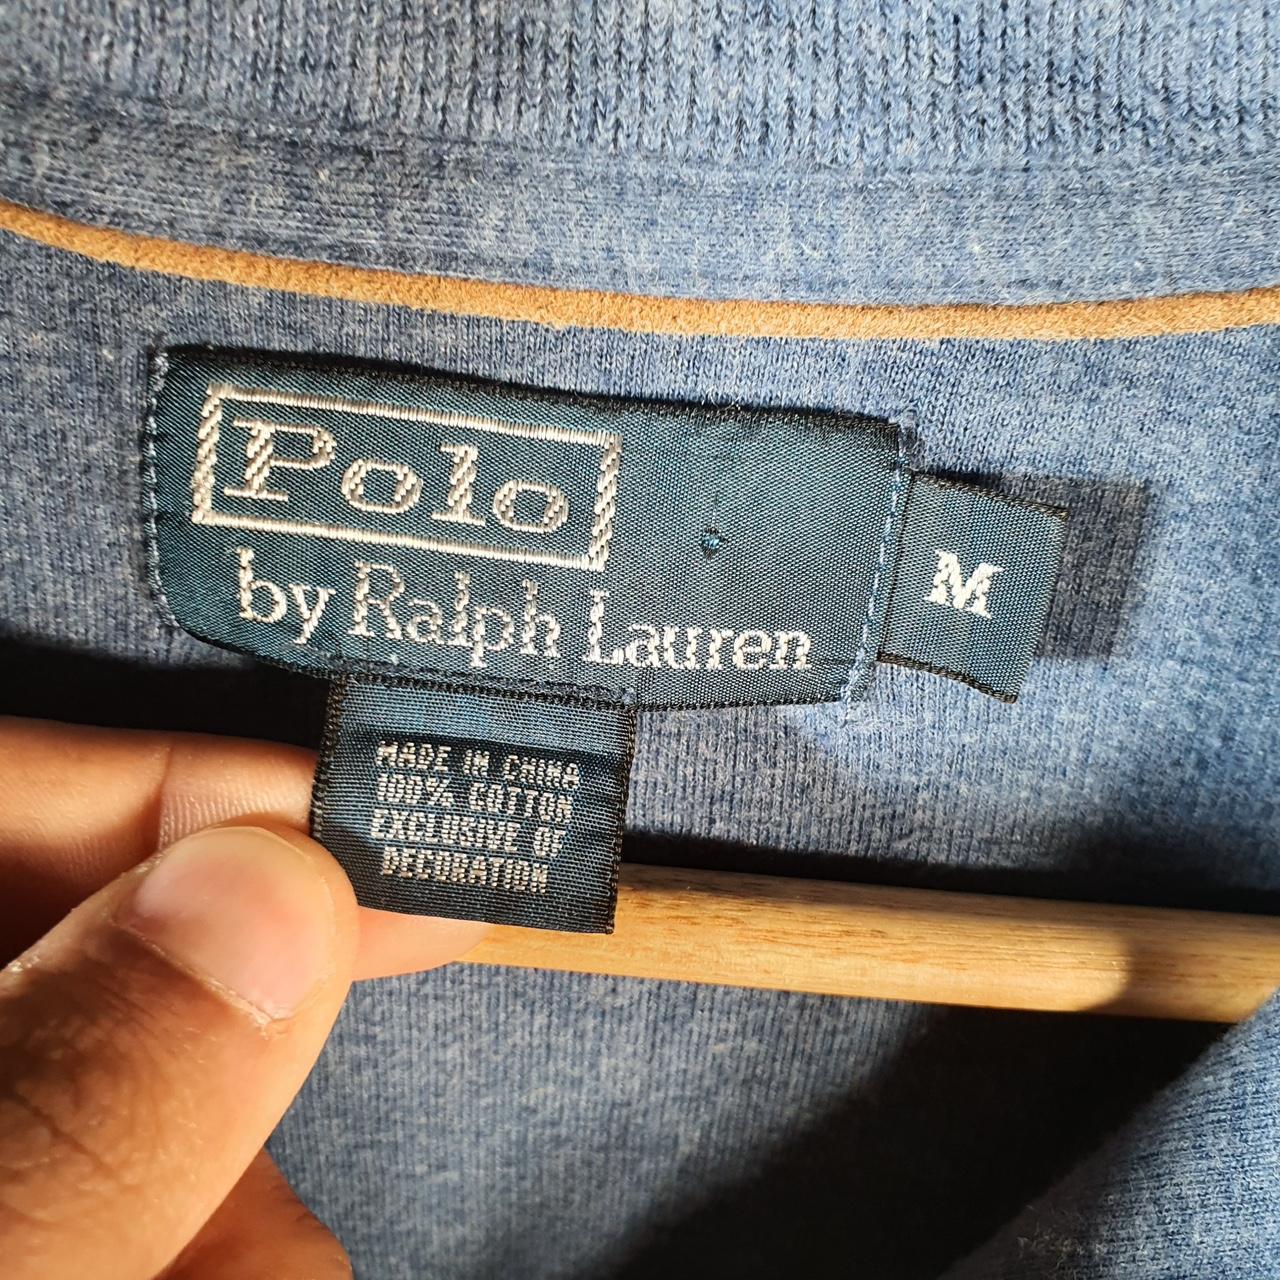 Polo
by Ralph Lauren
M
MADE IN CHINA
100% COTTON
EXCLUSIVE OF
DECORATION